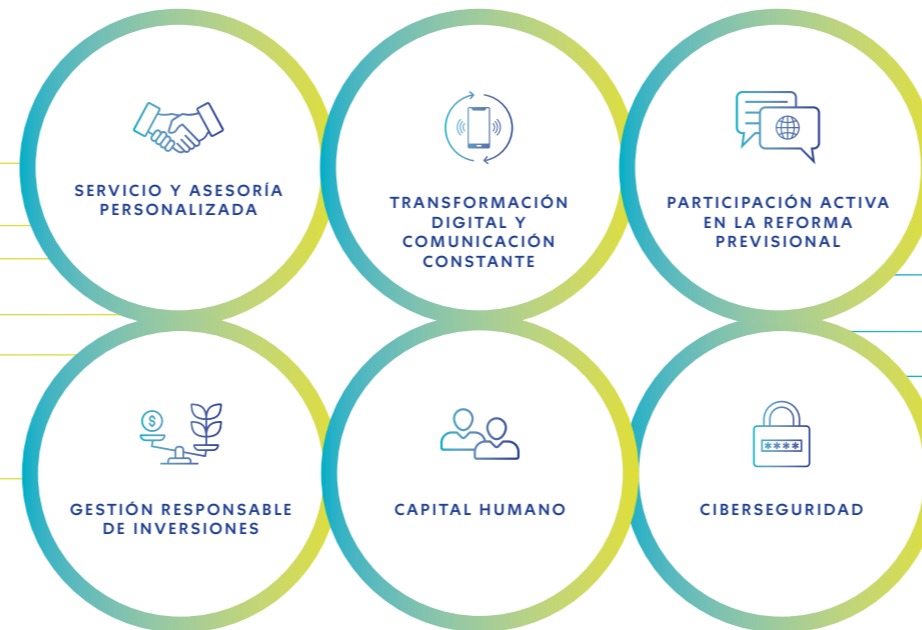 SERVICIO Y ASESORÍA
PERSONALIZADA
TRANSFORMACIÓN
DIGITAL Y
COMUNICACIÓN
CONSTANTE
PARTICIPACIÓN ACTIVA
EN LA REFORMA
PREVISIONAL
$
GESTIÓN RESPONSABLE
DE INVERSIONES
CAPITAL HUMANO
****
CIBERSEGURIDAD